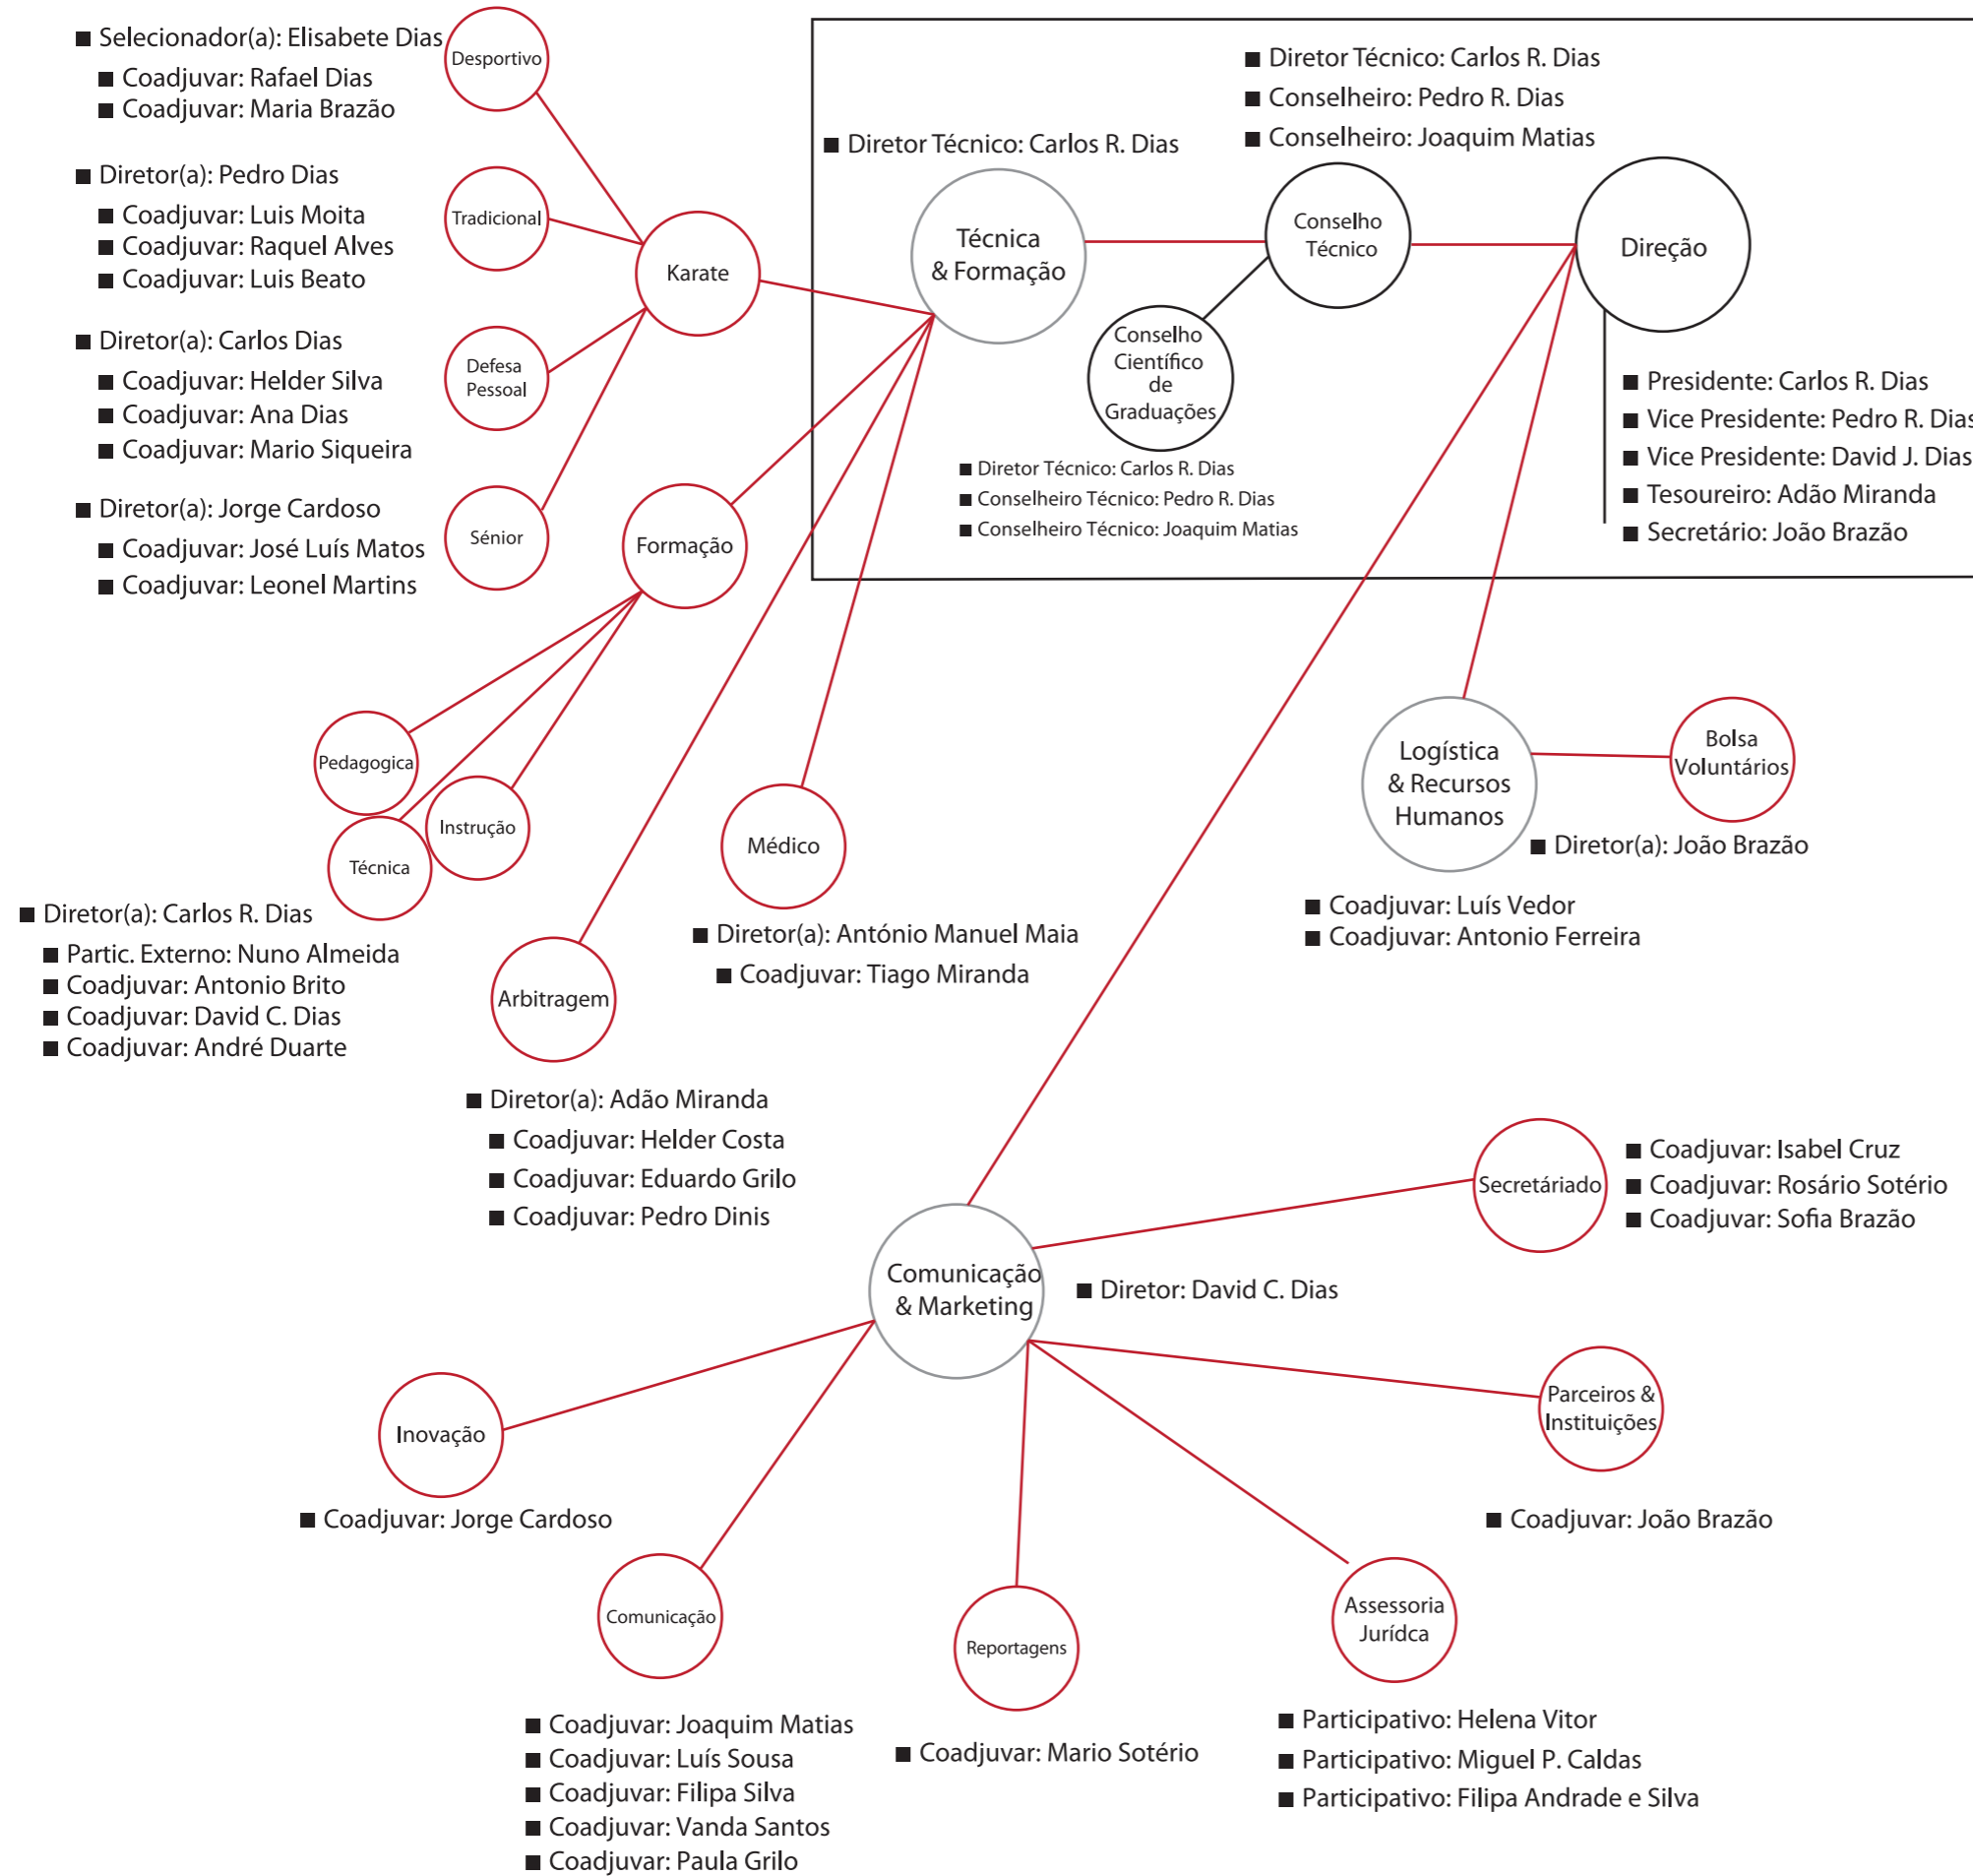 Selecionador(a): Elisabete Dias
Coadjuvar: Rafael Dias
Coadjuvar: Maria Brazão
Desportivo
Diretor(a): Pedro Dias
Coadjuvar: Luis Moita
Coadjuvar: Raquel Alves
Coadjuvar: Luis Beato
Tradicional
Karate
Diretor(a): Carlos Dias
Coadjuvar: Helder Silva
Coadjuvar: Ana Dias
Coadjuvar: Mario Siqueira
Defesa
Pessoal
Diretor(a): Jorge Cardoso
Coadjuvar: José Luís Matos
Coadjuvar: Leonel Martins
Sénior
Formação
Diretor Técnico: Carlos R. Dias
Técnica
& Formação
Diretor Técnico: Carlos R. Dias
Conselheiro: Pedro R. Dias
Conselheiro: Joaquim Matias
Conselho
Técnico
Direção
Conselho
Científico
de
Graduações
Diretor Técnico: Carlos R. Dias
Conselheiro Técnico: Pedro R. Dias
Conselheiro Técnico: Joaquim Matias
Presidente: Carlos R. Dias
Vice Presidente: Pedro R. Dias
Vice Presidente: David J. Dias
Tesoureiro: Adão Miranda
Secretário: João Brazão
Pedagogica
Instrução
Técnica
Diretor(a): Carlos R. Dias
Partic. Externo: Nuno Almeida
Coadjuvar: Antonio Brito
Coadjuvar: David C. Dias
Coadjuvar: André Duarte
Médico
Diretor(a): António Manuel Maia
Coadjuvar: Tiago Miranda
Arbitragem
Diretor(a): Adão Miranda
Coadjuvar: Helder Costa
Coadjuvar: Eduardo Grilo
Coadjuvar: Pedro Dinis
Logística
& Recursos
Humanos
Bolsa
Voluntários
Diretor(a): João Brazão
Coadjuvar: Luís Vedor
Coadjuvar: Antonio Ferreira
Secretáriado
Coadjuvar: Isabel Cruz
Coadjuvar: Rosário Sotério
Coadjuvar: Sofia Brazão
Comunicação
& Marketing
Diretor: David C. Dias
Inovação
Coadjuvar: Jorge Cardoso
Parceiros &
Instituições
Coadjuvar: João Brazão
Comunicação
Coadjuvar: Joaquim Matias
Coadjuvar: Luís Sousa
Coadjuvar: Filipa Silva
Coadjuvar: Vanda Santos
Coadjuvar: Paula Grilo
Reportagens
Coadjuvar: Mario Sotério
Assessoria
Jurídca
Participativo: Helena Vitor
Participativo: Miguel P. Caldas
Participativo: Filipa Andrade e Silva